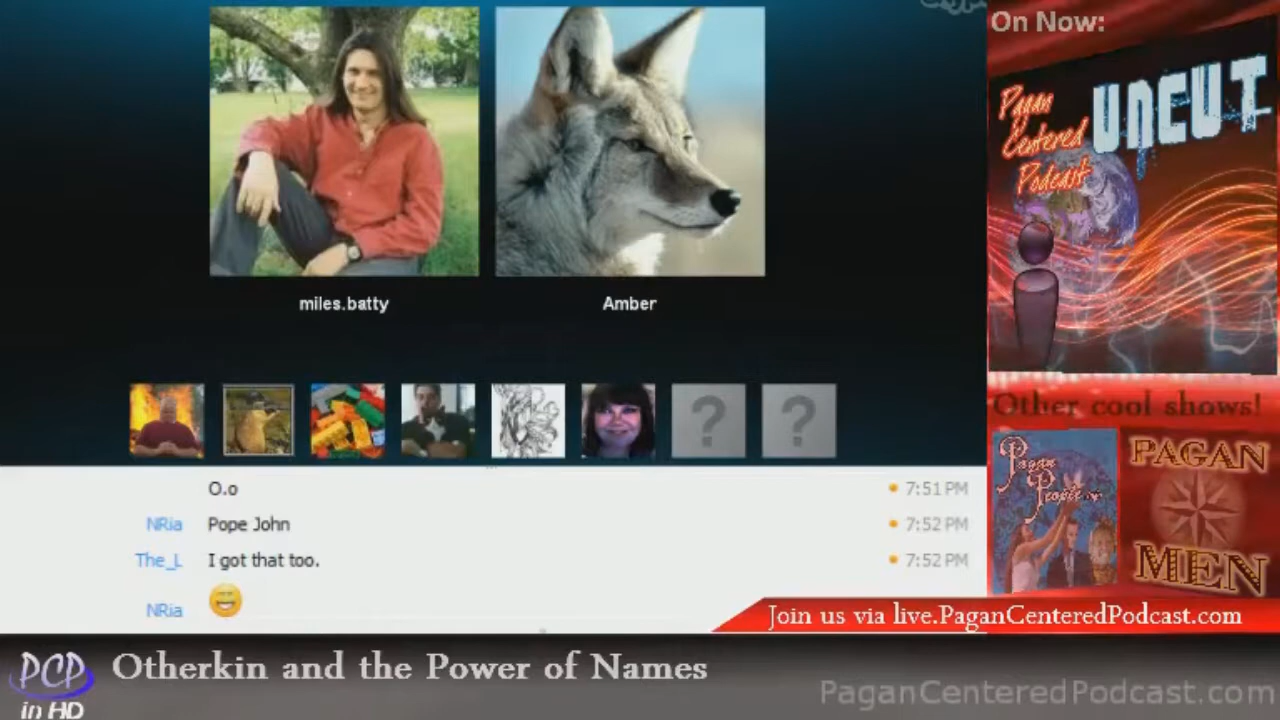 On Now:
Pagan
Centered
Podcast
UNCUT
miles.batty
Amber
?
?
Other cool shows!
Pagan
People
PAGAN
MEN
O.o
7:51 PM
NRia
Pope John
7:52 PM
The_L
I got that too.
7:52 PM
NRia
Join us via live.PaganCenteredPodcast.com
PCP
in HD
Otherkin and the Power of Names
PaganCenteredPodcast.com